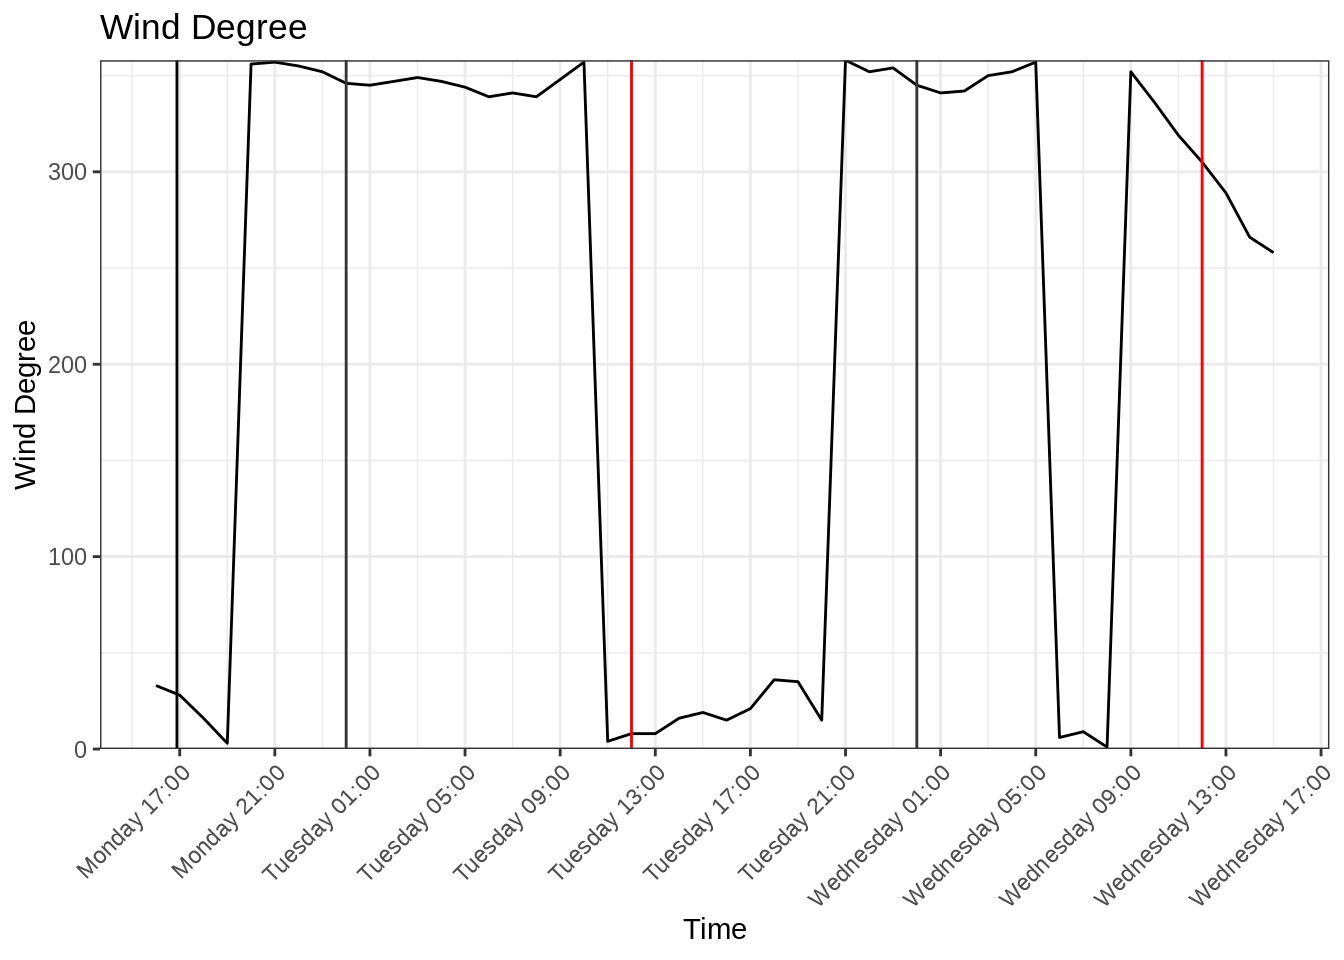 Wind Degree
Wind Degree
300
200
100
0
Monday 17:00
Monday 21:00
Tuesday 01:00
Tuesday 05:00
Tuesday 09:00
Tuesday 13:00
Tuesday 17:00
Tuesday 21:00
Wednesday 01:00
Wednesday 05:00
Wednesday 09:00
Wednesday 13:00
Wednesday 17:00
Time